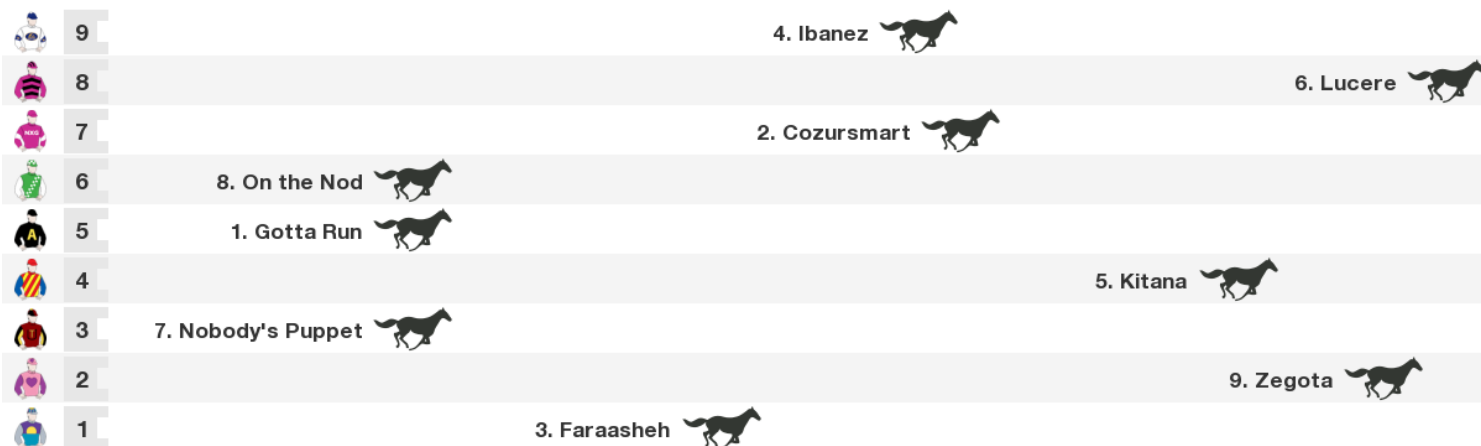 9 4. Ibanez
8 6. Lucere
NXG 7 2. Cozursmart
6 8. On the Nod
A 5 1. Gotta Run
4 5. Kitana
T 3 7. Nobody's Puppet
2 9. Zegota
1 3. Faraasheh